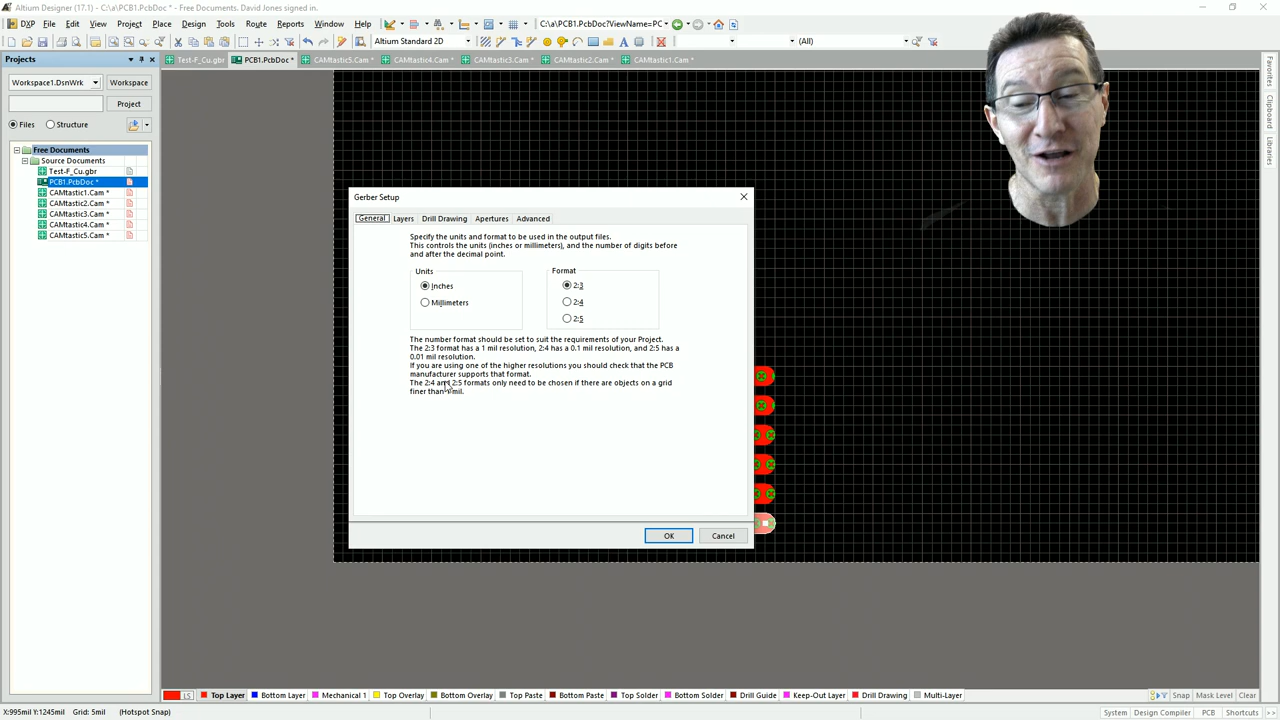 Altium Designer (17.1) - C:\a\PCB1.PcbDoc * - Free Documents. David Jones signed in.
DXP File Edit View Project Place Design Tools Route Reports Window Help C:\a\PCB1.PcbDoc?ViewName=PC
Altium Standard 2D (All)
Projects
Test-F_Cu.gbr PCB1.PcbDoc * CAMtastic5.Cam * CAMtastic4.Cam * CAMtastic3.Cam * CAMtastic2.Cam * CAMtastic1.Cam *
Workspace1.DsnWrk Workspace
Project
Files Structure
Free Documents
Source Documents
Test-F_Cu.gbr
PCB1.PcbDoc *
CAMtastic1.Cam *
CAMtastic2.Cam *
CAMtastic3.Cam *
CAMtastic4.Cam *
CAMtastic5.Cam *
Favorites
Clipboard
Libraries
Gerber Setup
General Layers Drill Drawing Apertures Advanced
Specify the units and format to be used in the output files.
This controls the units (inches or millimeters), and the number of digits before
and after the decimal point.
Units Format
Inches 2:3
Millimeters 2:4
2:5
The number format should be set to suit the requirements of your Project.
The 2:3 format has a 1 mil resolution, 2:4 has a 0.1 mil resolution, and 2:5 has a
0.01 mil resolution.
If you are using one of the higher resolutions you should check that the PCB
manufacturer supports that format.
The 2:4 and 2:5 formats only need to be chosen if there are objects on a grid
finer than 1 mil.
OK Cancel
LS Top Layer Bottom Layer Mechanical 1 Top Overlay Bottom Overlay Top Paste Bottom Paste Top Solder Bottom Solder Drill Guide Keep-Out Layer Drill Drawing Multi-Layer Snap Mask Level Clear
X:995mil Y:1245mil Grid: 5mil (Hotspot Snap) System Design Compiler PCB Shortcuts >>